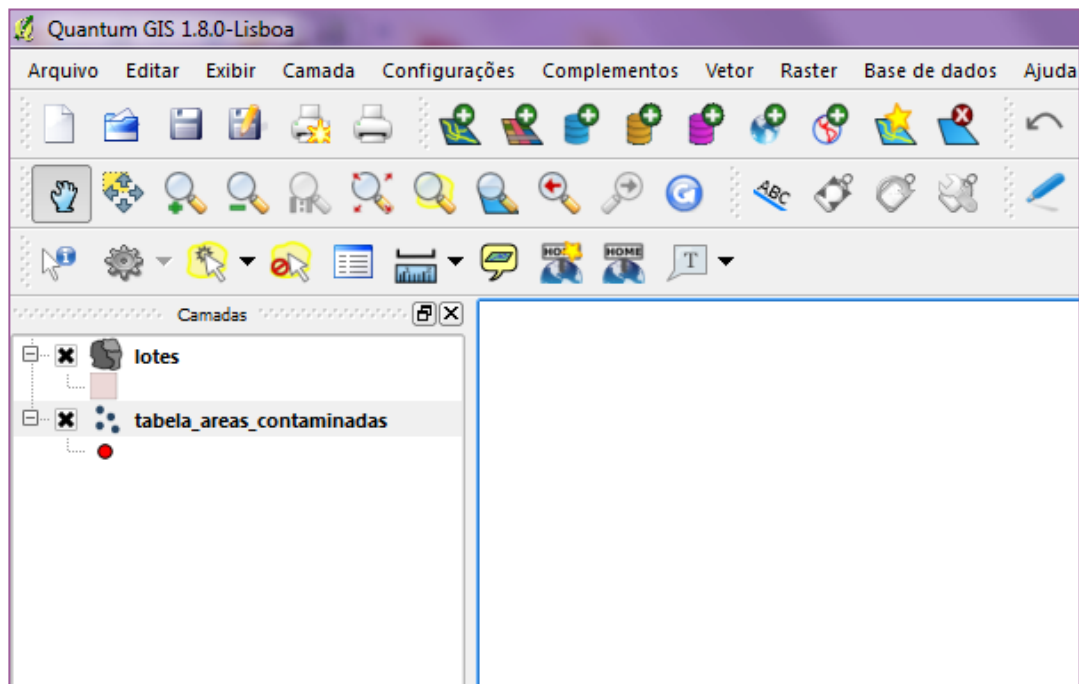 Quantum GIS 1.8.0-Lisboa
Arquivo Editar Exibir Camada Configurações Complementos Vetor Raster Base de dados Ajuda
ABC
HOME T
Camadas
lotes
tabela_areas_contaminadas